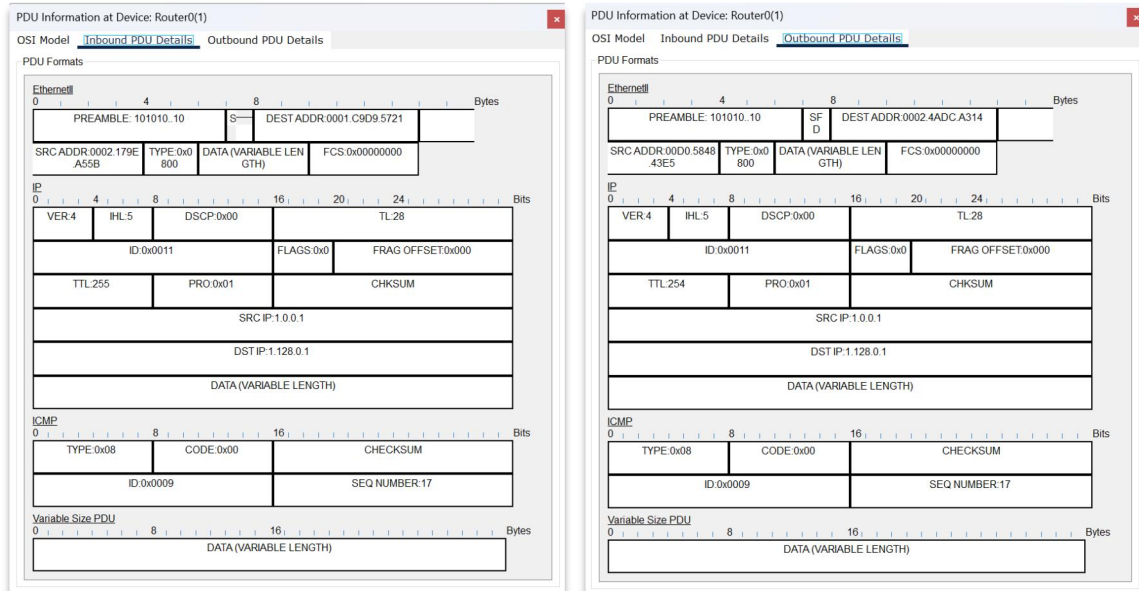 PDU Information at Device: Router0(1)
OSI Model Inbound PDU Details Outbound PDU Details
PDU Formats
EthernetII
0 4 8 Bytes
PREAMBLE: 101010..10 S DEST ADDR:0001.C9D9.5721
SRC ADDR:0002.179E TYPE:0x0 DATA (VARIABLE LEN FCS:0x00000000
.A55B 800 GTH)
IP
0 4 8 16 20 24 Bits
VER:4 IHL:5 DSCP:0x00 TL:28
ID:0x0011 FLAGS:0x0 FRAG OFFSET:0x000
TTL:255 PRO:0x01 CHKSUM
SRC IP:1.0.0.1
DST IP:1.128.0.1
DATA (VARIABLE LENGTH)
ICMP
0 8 16 Bits
TYPE:0x08 CODE:0x00 CHECKSUM
ID:0x0009 SEQ NUMBER:17
Variable Size PDU
0 8 16 Bytes
DATA (VARIABLE LENGTH)
PDU Information at Device: Router0(1)
OSI Model Inbound PDU Details Outbound PDU Details
PDU Formats
EthernetII
0 4 8 Bytes
PREAMBLE: 101010..10 SF DEST ADDR:0002.4ADC.A314
D
SRC ADDR:00D0.5848 TYPE:0x0 DATA (VARIABLE LEN FCS:0x00000000
.43E5 800 GTH)
IP
0 4 8 16 20 24 Bits
VER:4 IHL:5 DSCP:0x00 TL:28
ID:0x0011 FLAGS:0x0 FRAG OFFSET:0x000
TTL:254 PRO:0x01 CHKSUM
SRC IP:1.0.0.1
DST IP:1.128.0.1
DATA (VARIABLE LENGTH)
ICMP
0 8 16 Bits
TYPE:0x08 CODE:0x00 CHECKSUM
ID:0x0009 SEQ NUMBER:17
Variable Size PDU
0 8 16 Bytes
DATA (VARIABLE LENGTH)